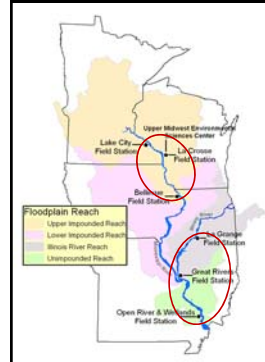 Upper Midwest Environmental
Sciences Center
Lake City
Field Station
La Crosse
Field Station
Bellevue
Field Station
Floodplain Reach
Upper Impounded Reach
Lower Impounded Reach
Illinois River Reach
Unimpounded Reach
La Grange
Field Station
Great Rivers
Field Station
Open River & Wetlands
Field Station